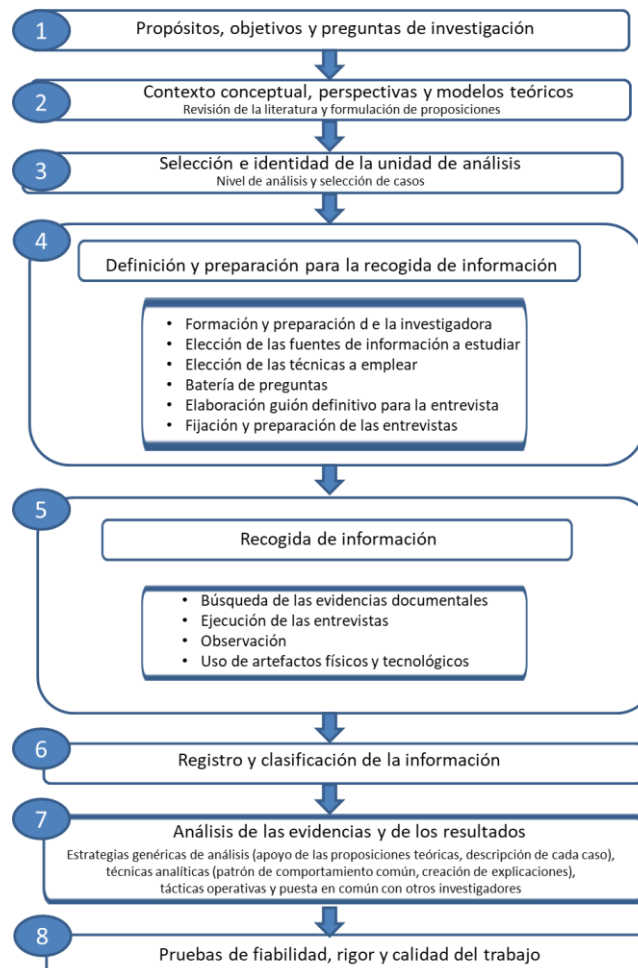 1
Propósitos, objetivos y preguntas de investigación
2
Contexto conceptual, perspectivas y modelos teóricos
Revisión de la literatura y formulación de proposiciones
3
Selección e identidad de la unidad de análisis
Nivel de análisis y selección de casos
4
Definición y preparación para la recogida de información
• Formación y preparación d e la investigadora
• Elección de las fuentes de información a estudiar
• Elección de las técnicas a emplear
• Batería de preguntas
• Elaboración guión definitivo para la entrevista
• Fijación y preparación de las entrevistas
5
Recogida de información
• Búsqueda de las evidencias documentales
• Ejecución de las entrevistas
• Observación
• Uso de artefactos físicos y tecnológicos
6
Registro y clasificación de la información
7
Análisis de las evidencias y de los resultados
Estrategias genéricas de análisis (apoyo de las proposiciones teóricas, descripción de cada caso),
técnicas analíticas (patrón de comportamiento común, creación de explicaciones),
tácticas operativas y puesta en común con otros investigadores
8
Pruebas de fiabilidad, rigor y calidad del trabajo